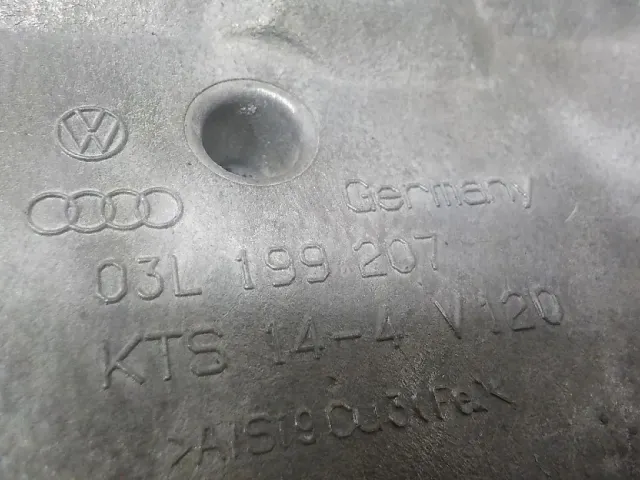 Germany
03L 199 207
KTS 14-4 V120
>AlSi9Cu3(Fe)<